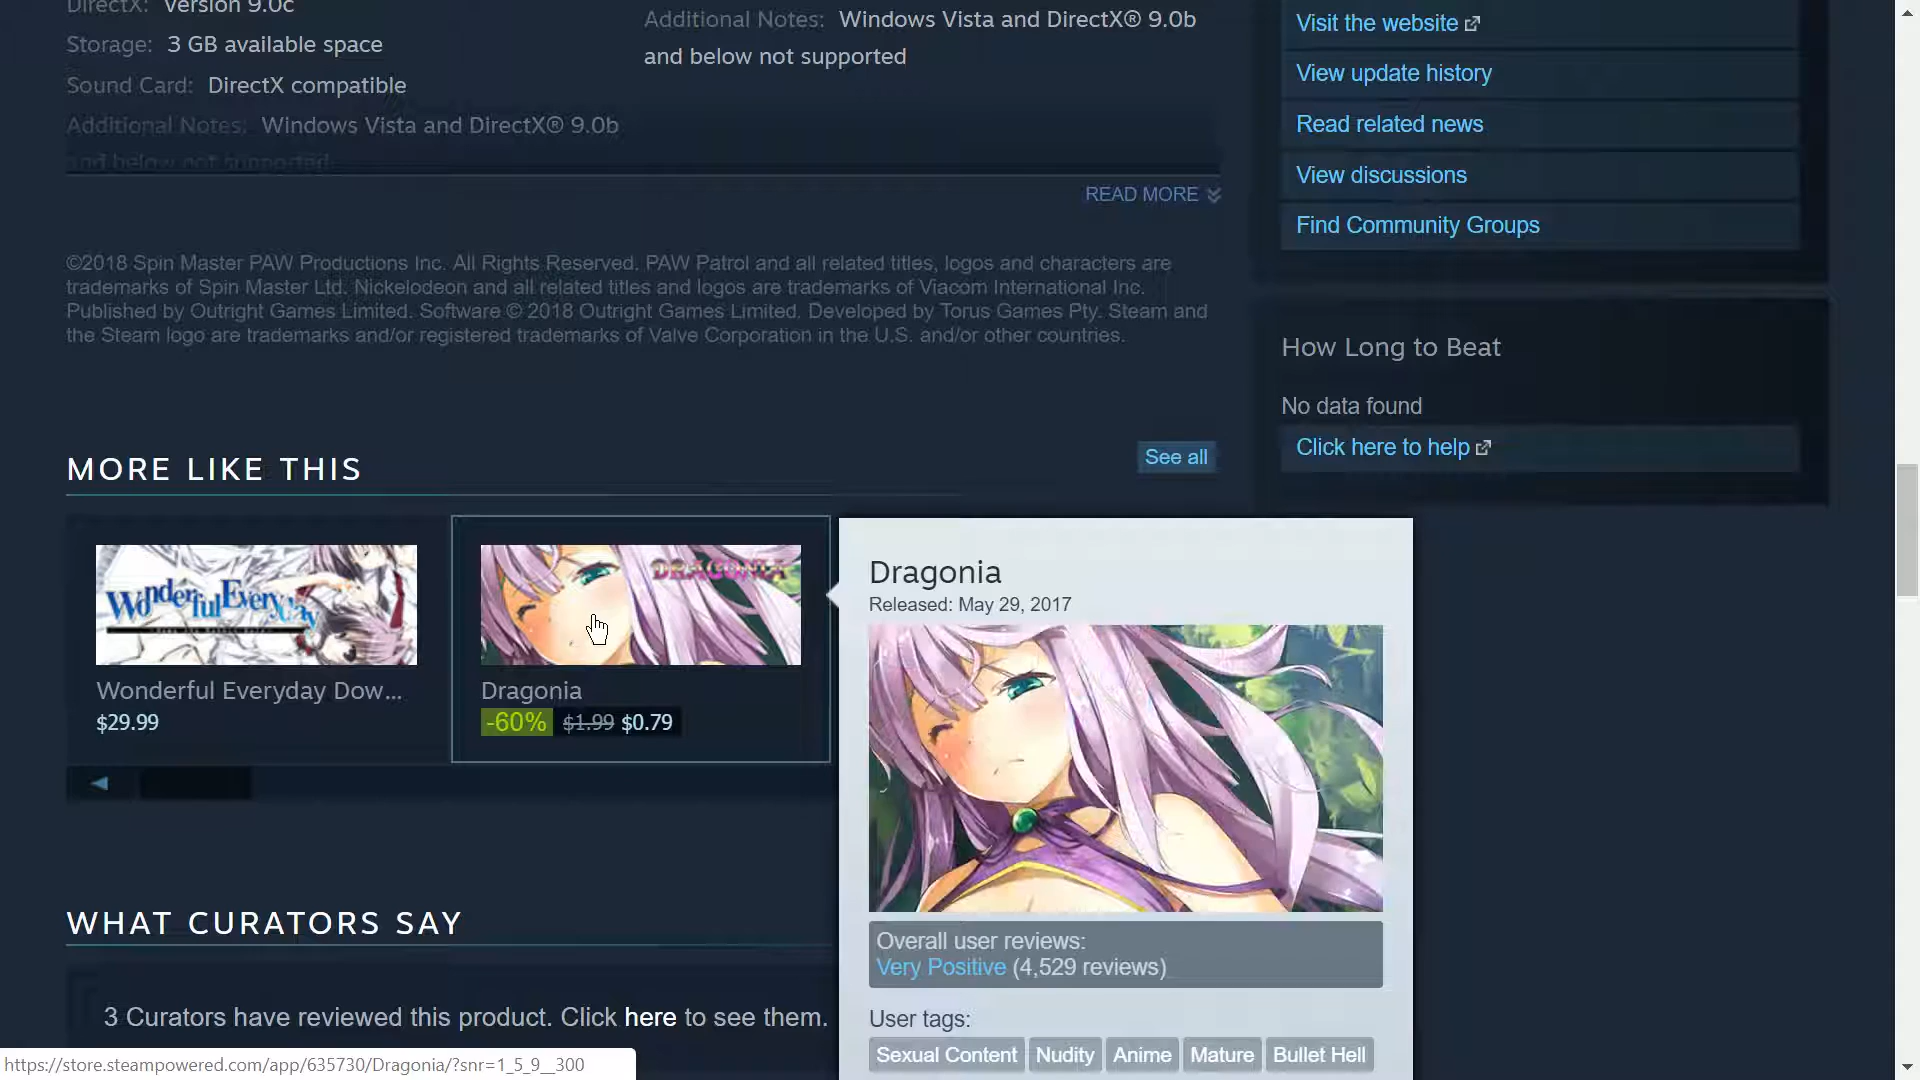 DirectX: Version 9.0c
Storage: 3 GB available space
Sound Card: DirectX compatible
Additional Notes: Windows Vista and DirectX® 9.0b
and below not supported
Additional Notes: Windows Vista and DirectX® 9.0b
and below not supported
READ MORE
©2018 Spin Master PAW Productions Inc. All Rights Reserved. PAW Patrol and all related titles, logos and characters are
trademarks of Spin Master Ltd. Nickelodeon and all related titles and logos are trademarks of Viacom International Inc.
Published by Outright Games Limited. Software © 2018 Outright Games Limited. Developed by Torus Games Pty. Steam and
the Steam logo are trademarks and/or registered trademarks of Valve Corporation in the U.S. and/or other countries.
Visit the website
View update history
Read related news
View discussions
Find Community Groups
How Long to Beat
No data found
Click here to help
MORE LIKE THIS
See all
Wonderful Everyday
Wonderful Everyday Dow...
$29.99
DRAGONIA
Dragonia
-60% $1.99 $0.79
Dragonia
Released: May 29, 2017
Overall user reviews:
Very Positive (4,529 reviews)
User tags:
Sexual Content Nudity Anime Mature Bullet Hell
WHAT CURATORS SAY
3 Curators have reviewed this product. Click here to see them.
https://store.steampowered.com/app/635730/Dragonia/?snr=1_5_9__300